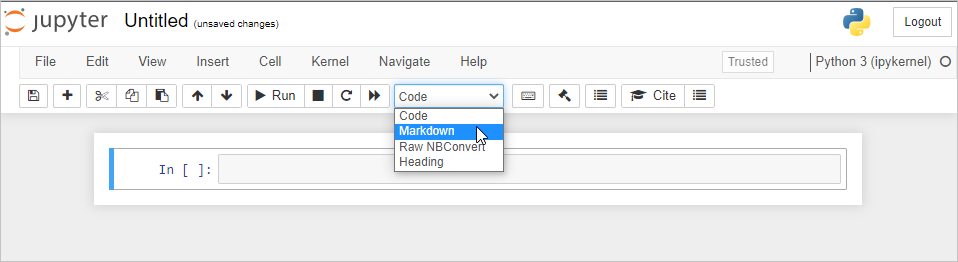 jupyter Untitled (unsaved changes) Logout
File Edit View Insert Cell Kernel Navigate Help Trusted Python 3 (ipykernel)
Run Code Cite
Code
Markdown
Raw NBConvert
Heading
In [ ]: